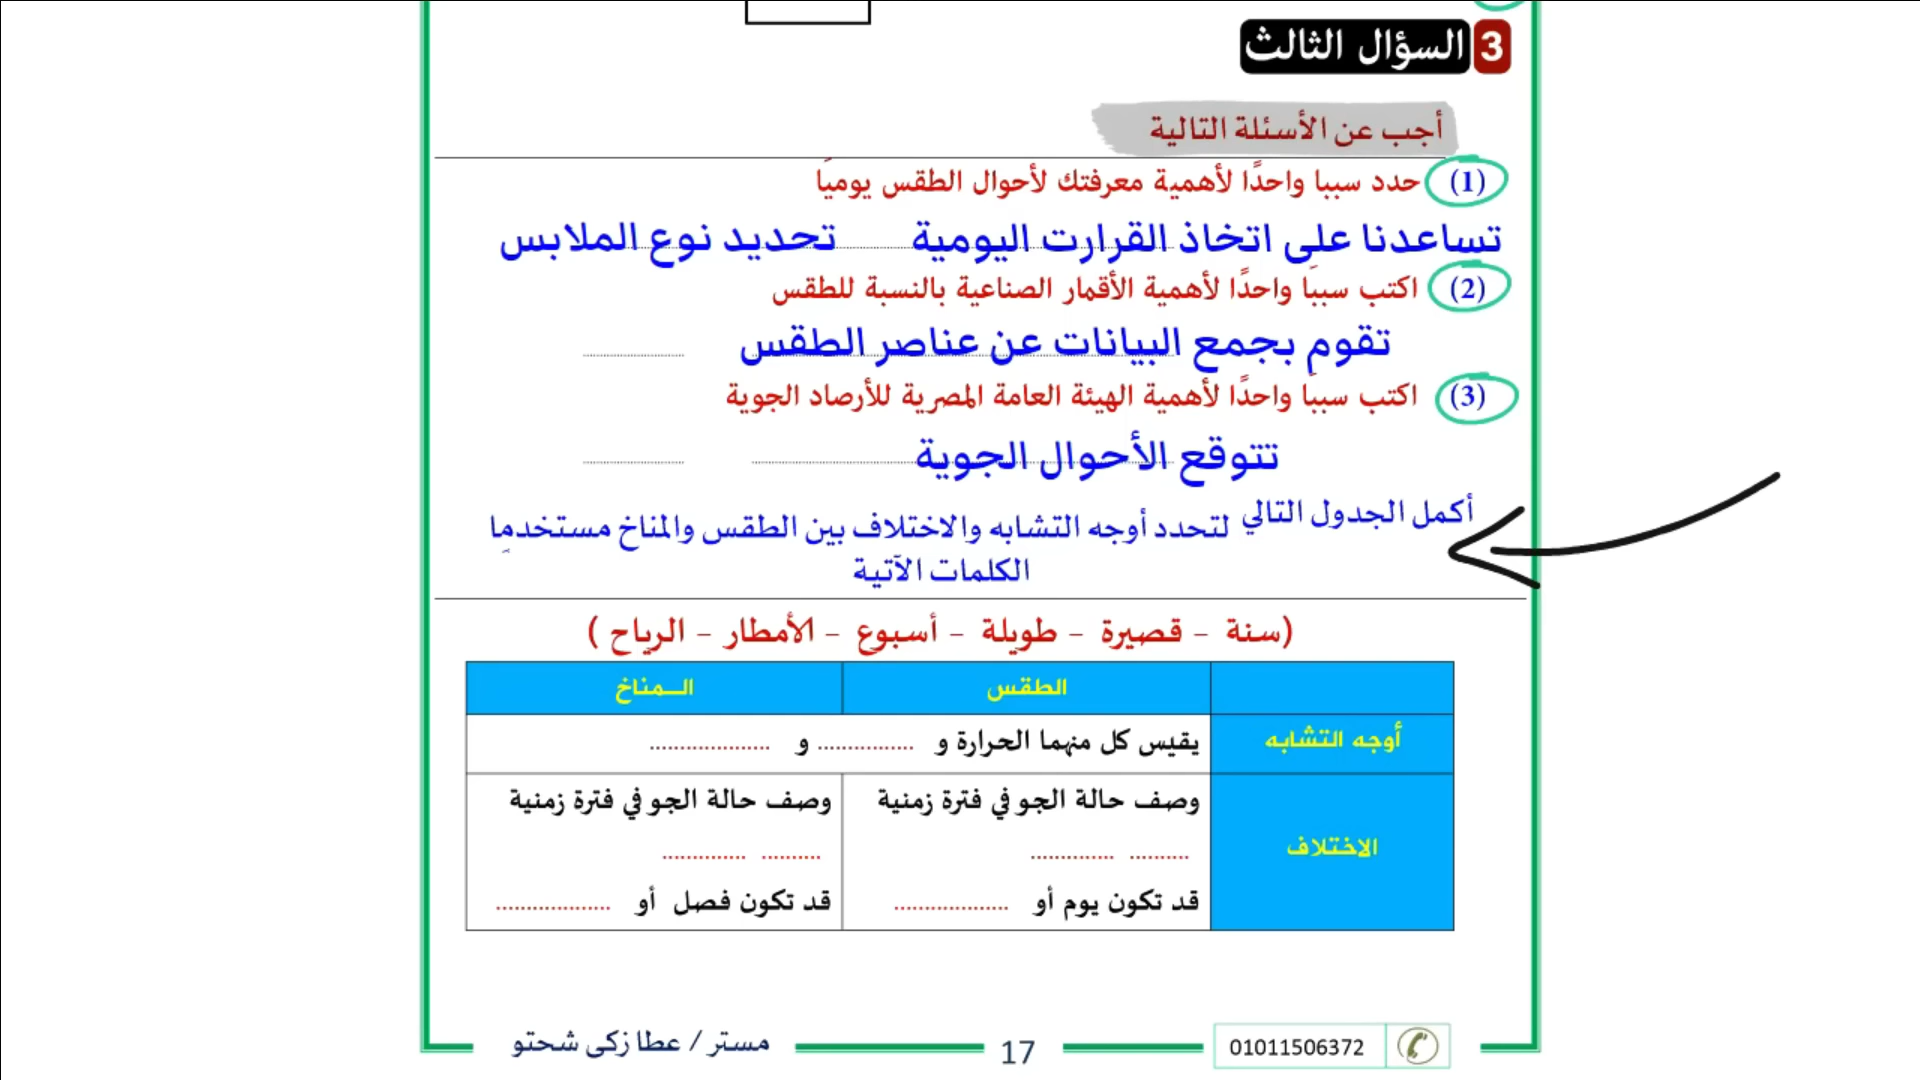 3 السؤال الثالث
أجب عن الأسئلة التالية
(1) حدد سببا واحدًا لأهمية معرفتك لأحوال الطقس يوميًا
تساعدنا على اتخاذ القرارت اليومية تحديد نوع الملابس
(2) اكتب سببًا واحدًا لأهمية الأقمار الصناعية بالنسبة للطقس
تقوم بجمع البيانات عن عناصر الطقس
(3) اكتب سببًا واحدًا لأهمية الهيئة العامة المصرية للأرصاد الجوية
تتوقع الأحوال الجوية
أكمل الجدول التالي لتحدد أوجه التشابه والاختلاف بين الطقس والمناخ مستخدمًا
الكلمات الآتية
(سنة - قصيرة - طويلة - أسبوع - الأمطار - الرياح )
الطقس المناخ
أوجه التشابه يقيس كل منهما الحرارة و ................ و ....................
وصف حالة الجو في فترة زمنية وصف حالة الجو في فترة زمنية
الاختلاف .......... .............. .......... ..............
قد تكون يوم أو ................... قد تكون فصل أو ...................
01011506372 17 مستر / عطا زكى شحتو